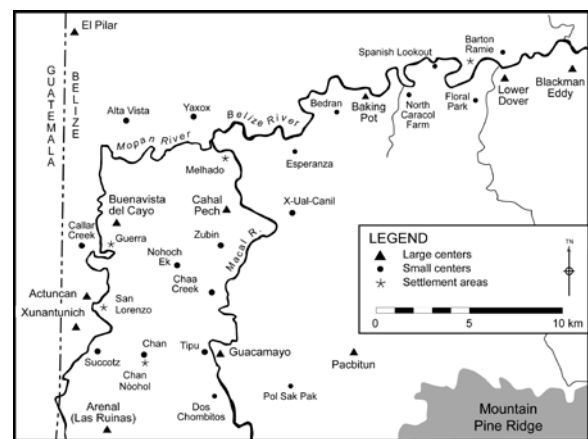 El Pilar
GUATEMALA
BELIZE
Alta Vista
Yaxox
Mopan River
Belize River
Bedran
Baking
Pot
Spanish Lookout
Barton
Ramie
North
Caracol
Farm
Floral
Park
Lower
Dover
Blackman
Eddy
Melhado
Esperanza
Buenavista
del Cayo
Cahal
Pech
X-Ual-Canil
Callar
Creek
Guerra
Zubin
Nohoch
Ek
Macal R.
Chaa
Creek
Actuncan
San
Lorenzo
Xunantunich
Succotz
Chan
Chan
Nòohol
Tipu
Guacamayo
Pacbitun
Arenal
(Las Ruinas)
Dos
Chombitos
Pol Sak Pak
Mountain
Pine Ridge
LEGEND
Large centers
Small centers
Settlement areas
TN
0 5 10 km